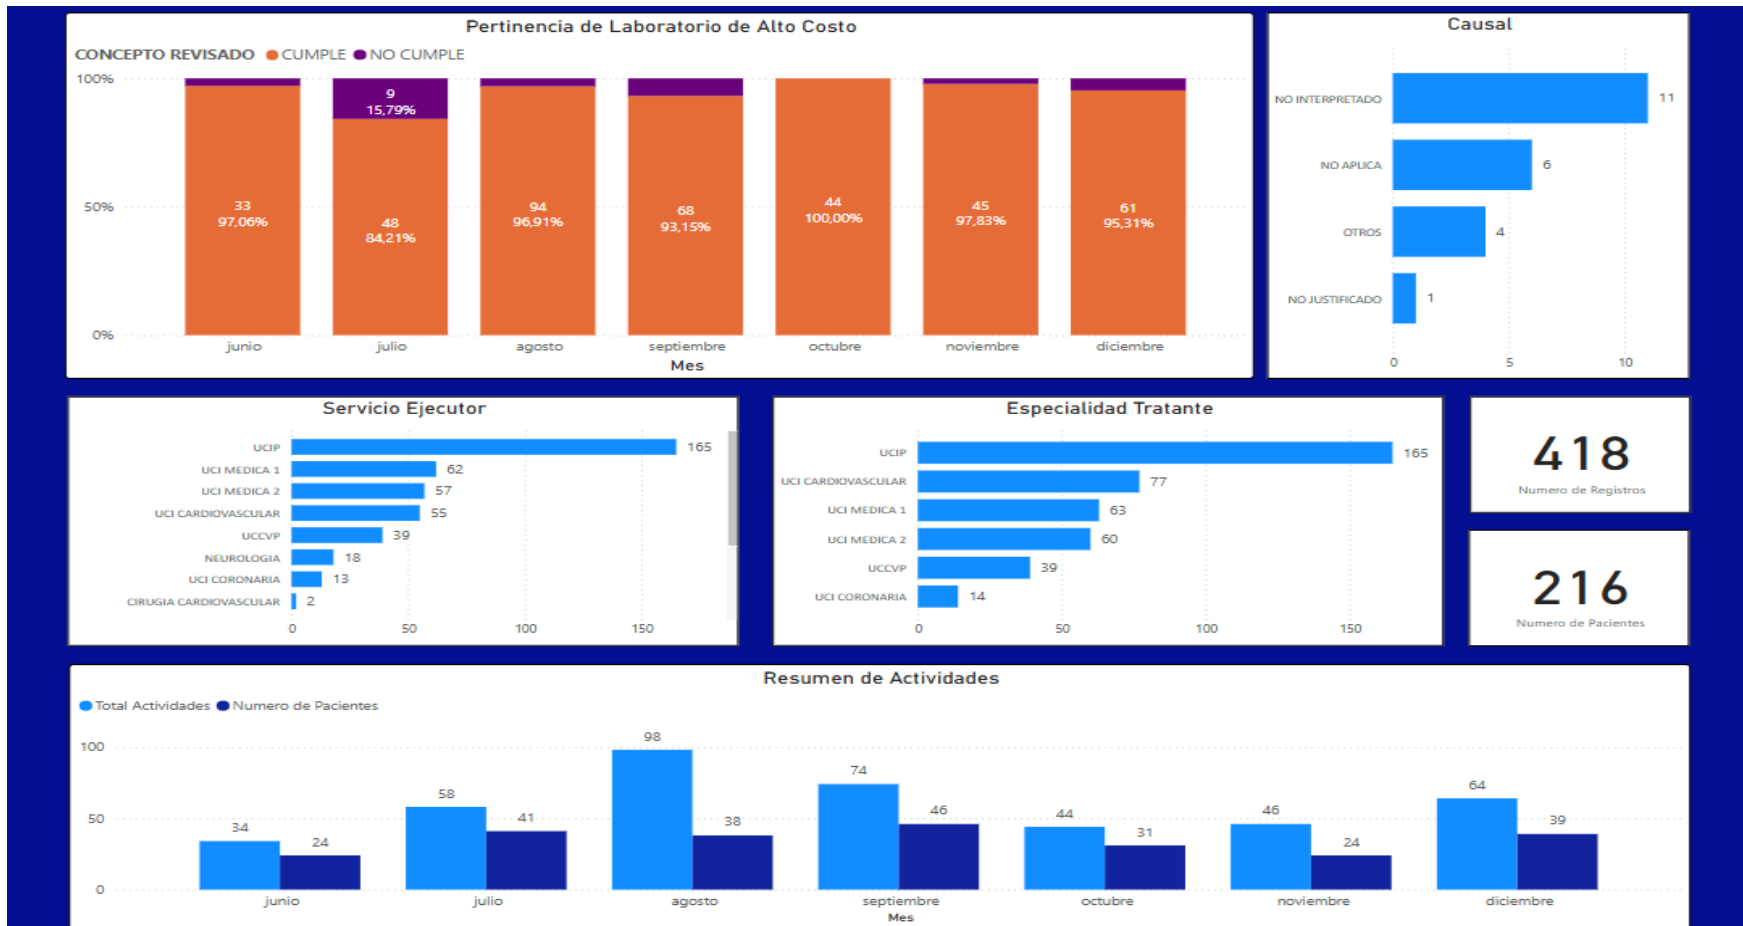 Pertinencia de Laboratorio de Alto Costo
CONCEPTO REVISADO CUMPLE NO CUMPLE
100%
50%
0%
33
97,06%
9
15,79%
48
84,21%
94
96,91%
68
93,15%
44
100,00%
45
97,83%
61
95,31%
junio julio agosto septiembre octubre noviembre diciembre
Mes
Causal
NO INTERPRETADO 11
NO APLICA 6
OTROS 4
NO JUSTIFICADO 1
0 5 10
Servicio Ejecutor
UCIP 165
UCI MEDICA 1 62
UCI MEDICA 2 57
UCI CARDIOVASCULAR 55
UCCVP 39
NEUROLOGIA 18
UCI CORONARIA 13
CIRUGIA CARDIOVASCULAR 2
0 50 100 150
Especialidad Tratante
UCIP 165
UCI CARDIOVASCULAR 77
UCI MEDICA 1 63
UCI MEDICA 2 60
UCCVP 39
UCI CORONARIA 14
0 50 100 150
418
Numero de Registros
216
Numero de Pacientes
Resumen de Actividades
Total Actividades Numero de Pacientes
100
50
0
34 24
58 41
98 38
74 46
44 31
46 24
64 39
junio julio agosto septiembre octubre noviembre diciembre
Mes